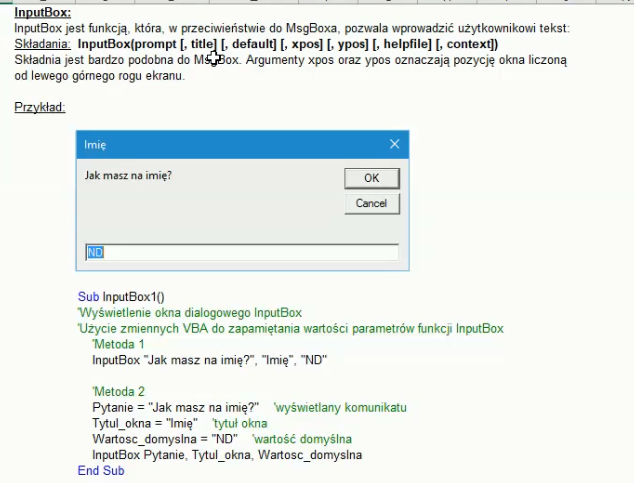 InputBox:
InputBox jest funkcją, która, w przeciwieństwie do MsgBoxa, pozwala wprowadzić użytkownikowi tekst:
Składania: InputBox(prompt [, title] [, default] [, xpos] [, ypos] [, helpfile] [, context])
Składnia jest bardzo podobna do MsgBox. Argumenty xpos oraz ypos oznaczają pozycję okna liczoną
od lewego górnego rogu ekranu.
Przykład:
Imię
Jak masz na imię?
OK
Cancel
ND
Sub InputBox1()
'Wyświetlenie okna dialogowego InputBox
'Użycie zmiennych VBA do zapamiętania wartości parametrów funkcji InputBox
'Metoda 1
InputBox "Jak masz na imię?", "Imię", "ND"
'Metoda 2
Pytanie = "Jak masz na imię?" 'wyświetlany komunikatu
Tytul_okna = "Imię" 'tytuł okna
Wartosc_domyslna = "ND" 'wartość domyślna
InputBox Pytanie, Tytul_okna, Wartosc_domyslna
End Sub